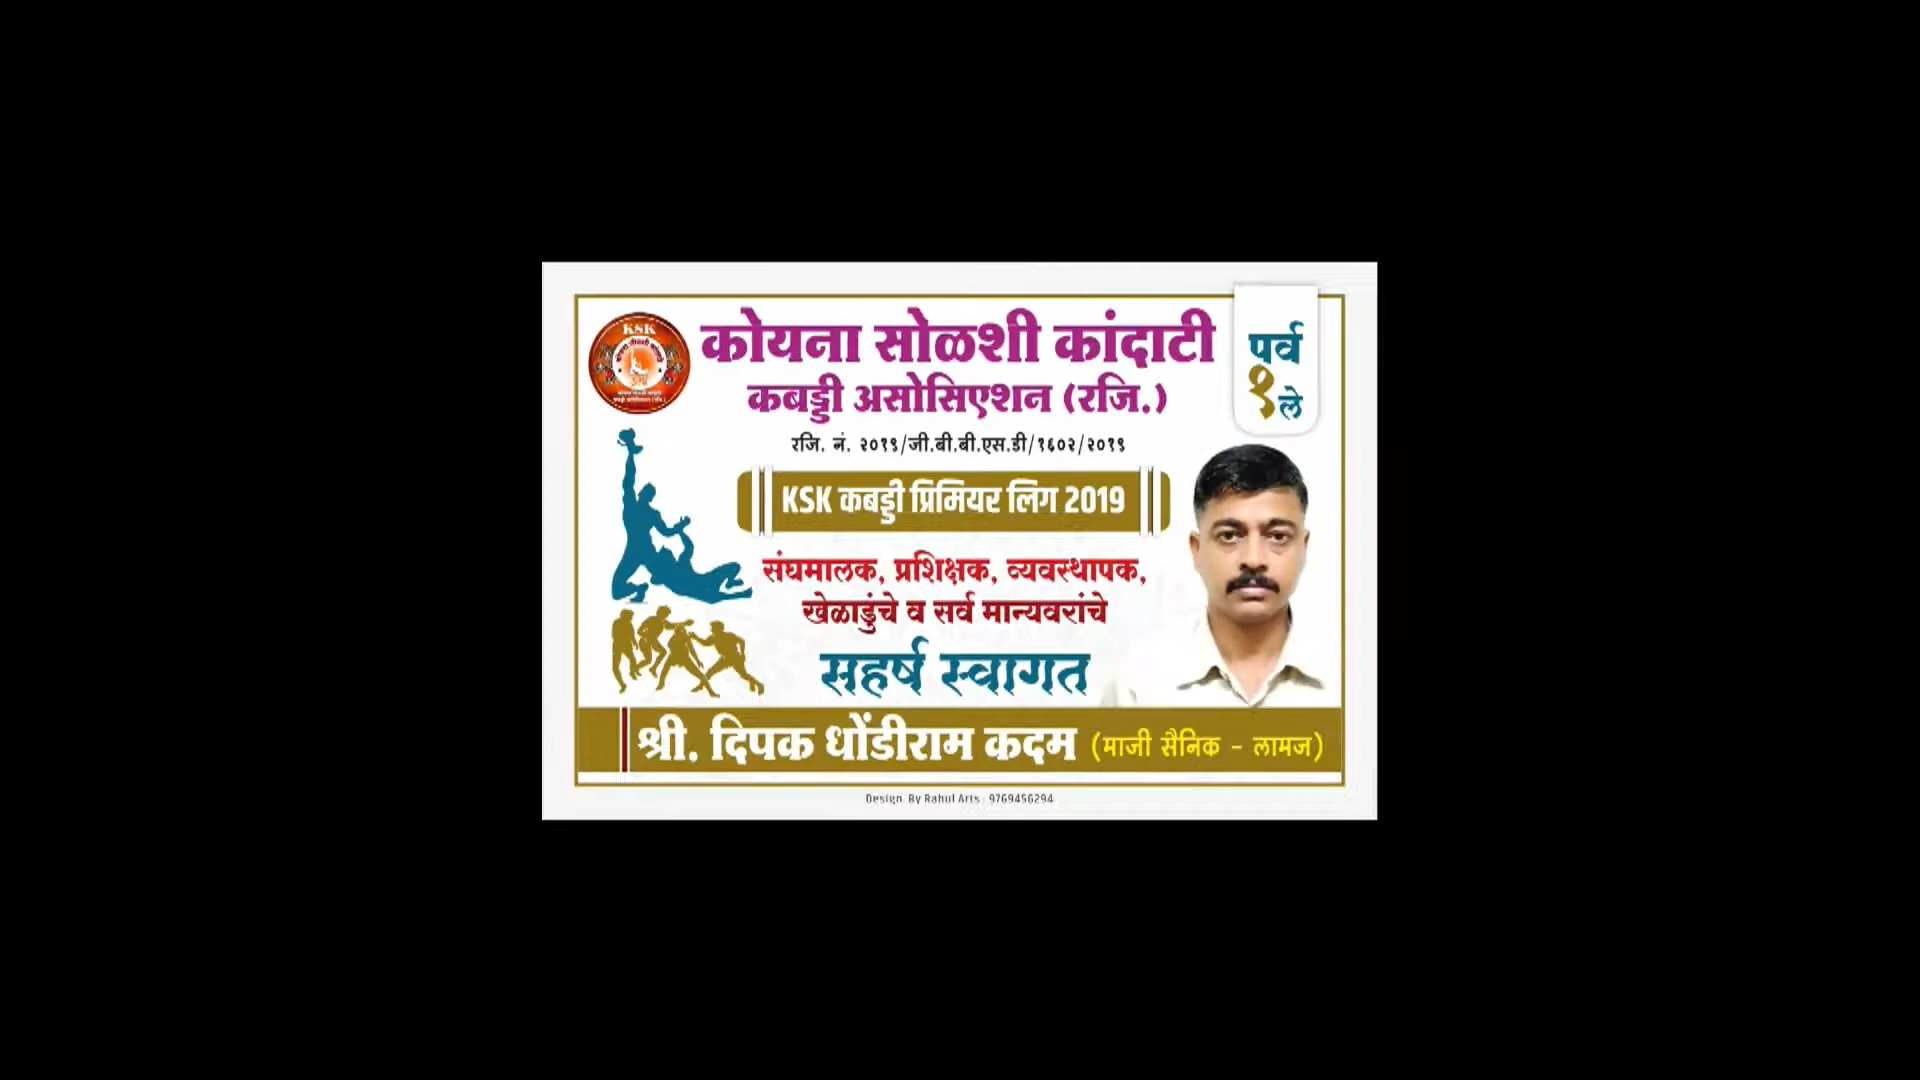 KSK
कोयना सोळशी कांदाटी
कबड्डी असोसिएशन (रजि.)
पर्व
१ले
रजि. नं. २०१९/जी.बी.बी.एस.डी/१६०२/२०१९
KSK कबड्डी प्रिमियर लिग 2019
संघमालक, प्रशिक्षक, व्यवस्थापक,
खेळाडुंचे व सर्व मान्यवरांचे
सहर्ष स्वागत
श्री. दिपक धोंडीराम कदम (माजी सैनिक - लामज)
Design By Rahul Arts : 9769456294